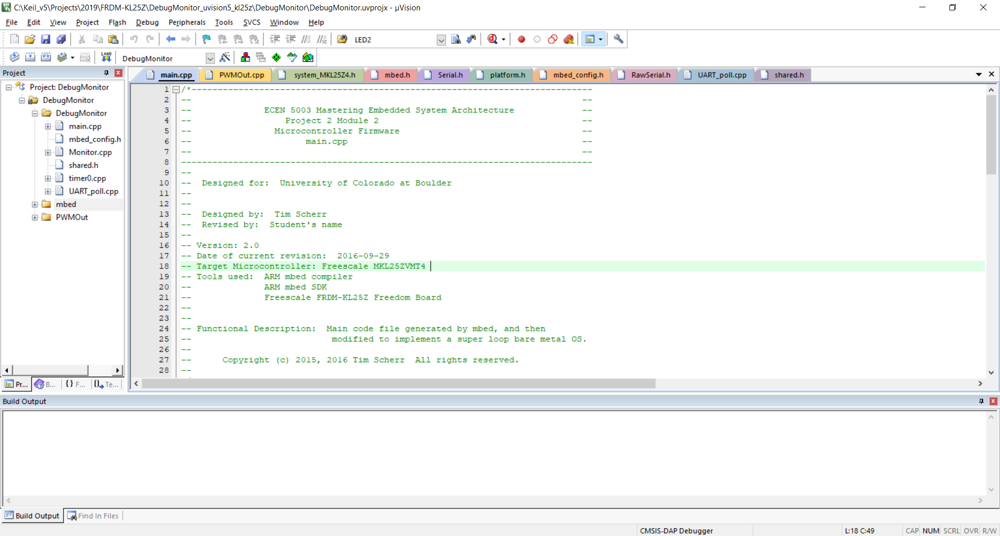 C:\Keil_v5\Projects\2019\FRDM-KL25Z\DebugMonitor_uvision5_kl25z\DebugMonitor\DebugMonitor.uvprojx - µVision
File Edit View Project Flash Debug Peripherals Tools SVCS Window Help
LED2
LOAD DebugMonitor
Project
main.cpp PWMOut.cpp system_MKL25Z4.h mbed.h Serial.h platform.h mbed_config.h RawSerial.h UART_poll.cpp shared.h
Project: DebugMonitor
DebugMonitor
DebugMonitor
main.cpp
mbed_config.h
Monitor.cpp
shared.h
timer0.cpp
UART_poll.cpp
mbed
PWMOut
Pr... B... {} F... Te...
1 /*-----------------------------------------------------------------------------
2 -- --
3 -- ECEN 5003 Mastering Embedded System Architecture --
4 -- Project 2 Module 2 --
5 -- Microcontroller Firmware --
6 -- main.cpp --
7 -- --
8 -------------------------------------------------------------------------------
9 --
10 -- Designed for: University of Colorado at Boulder
11 --
12 --
13 -- Designed by: Tim Scherr
14 -- Revised by: Student's name
15 --
16 -- Version: 2.0
17 -- Date of current revision: 2016-09-29
18 -- Target Microcontroller: Freescale MKL25ZVMT4
19 -- Tools used: ARM mbed compiler
20 -- ARM mbed SDK
21 -- Freescale FRDM-KL25Z Freedom Board
22 --
23 --
24 -- Functional Description: Main code file generated by mbed, and then
25 -- modified to implement a super loop bare metal OS.
26 --
27 -- Copyright (c) 2015, 2016 Tim Scherr All rights reserved.
28 --
Build Output
Build Output Find In Files
CMSIS-DAP Debugger L:18 C:49 CAP NUM SCRL OVR R/W